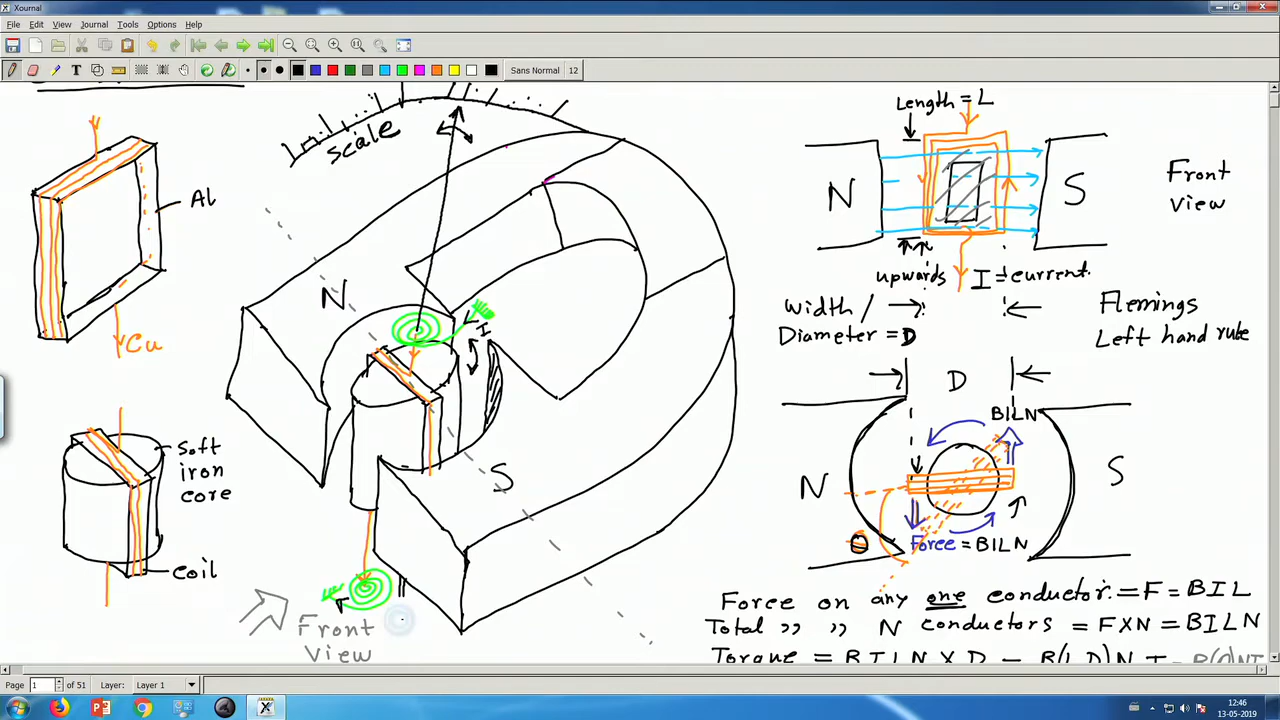 Xournal
File Edit View Journal Tools Options Help
Sans Normal 12
scale
Al
Cu
N
S
L
I
soft
iron
core
coil
Front
View
Length = L
N
S
Front
View
upwards
I = current
Width /
Diameter = D
Flemings
Left hand rule
D
BILN
N
S
θ
Force = BILN
Force on any one conductor = F = BIL
Total ,, ,, N conductors = F X N = BILN
Page 1 of 51 Layer: Layer 1
12:46
13-05-2019